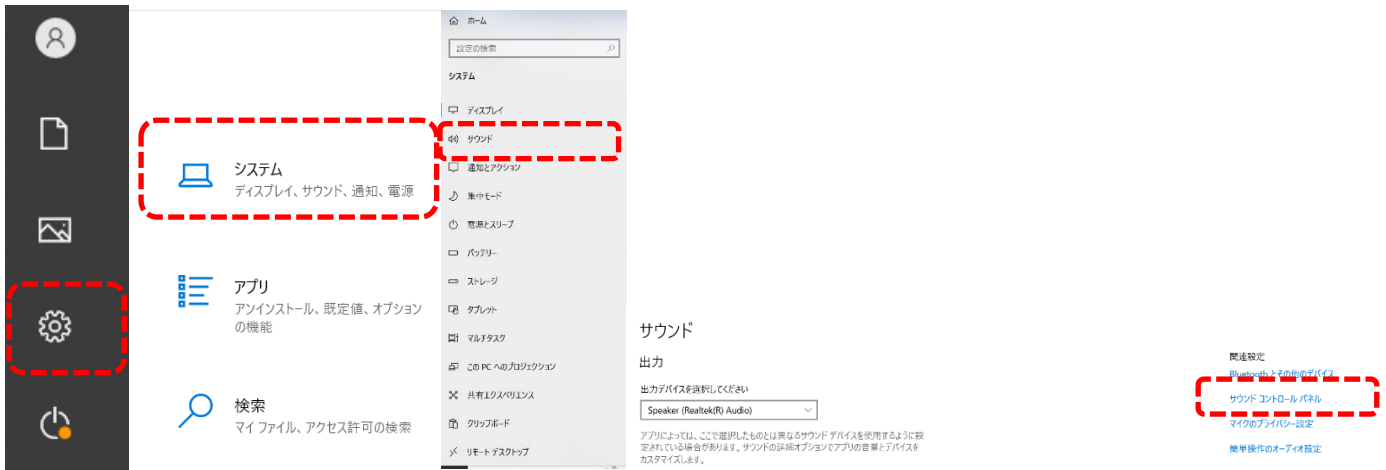 システム
ディスプレイ、サウンド、通知、電源
アプリ
アンインストール、既定値、オプション
の機能
検索
マイ ファイル、アクセス許可の検索
ホーム
設定の検索
システム
ディスプレイ
サウンド
通知とアクション
集中モード
電源とスリープ
バッテリー
ストレージ
タブレット
マルチタスク
この PC へのプロジェクション
共有エクスペリエンス
クリップボード
リモート デスクトップ
サウンド
出力
出力デバイスを選択してください
Speaker (Realtek(R) Audio)
アプリによっては、ここで選択したものとは異なるサウンド デバイスを使用するように設
定されている場合があります。サウンドの詳細オプションでアプリの音量とデバイスを
カスタマイズします。
関連設定
Bluetooth とその他のデバイス
サウンド コントロール パネル
マイクのプライバシー設定
簡単操作のオーディオ設定